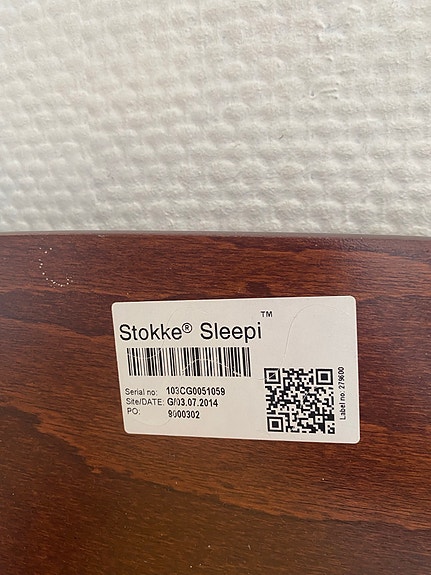 Stokke® Sleepi™
Serial no: 103CG0051059
Site/DATE: G/03.07.2014
PO: 9000302
Label no: 279600